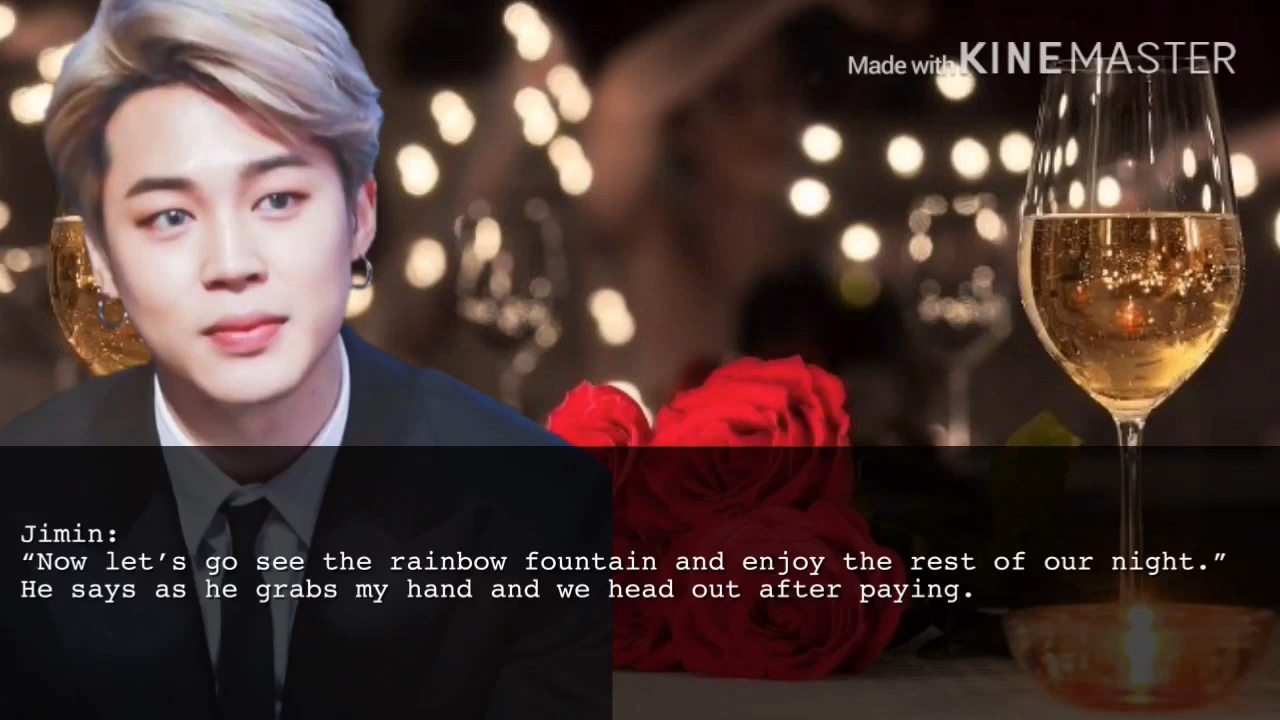 Made with KINEMASTER
Jimin:
“Now let’s go see the rainbow fountain and enjoy the rest of our night.”
He says as he grabs my hand and we head out after paying.